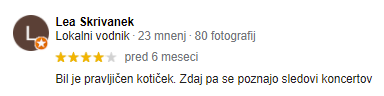 L
Lea Skrivanek
Lokalni vodnik · 23 mnenj · 80 fotografij
pred 6 meseci
Bil je pravljičen kotiček. Zdaj pa se poznajo sledovi koncertov